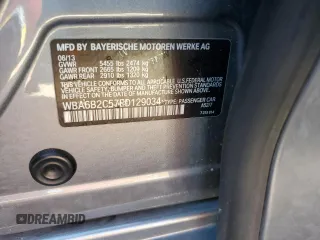 MFD BY BAYERISCHE MOTOREN WERKE AG
06/13
GVWR 5455 lbs 2474 kg
GAWR FRONT 2665 lbs 1209 kg
GAWR REAR 2910 lbs 1320 kg
THIS VEHICLE CONFORMS TO ALL APPLICABLE FEDERAL MOTOR
VEHICLE SAFETY, BUMPER, AND THEFT PREVENTION
STANDARDS IN EFFECT ON THE DATE OF MANUFACTURE
SHOWN ABOVE.
TYPE: PASSENGER CAR
DREAMBID